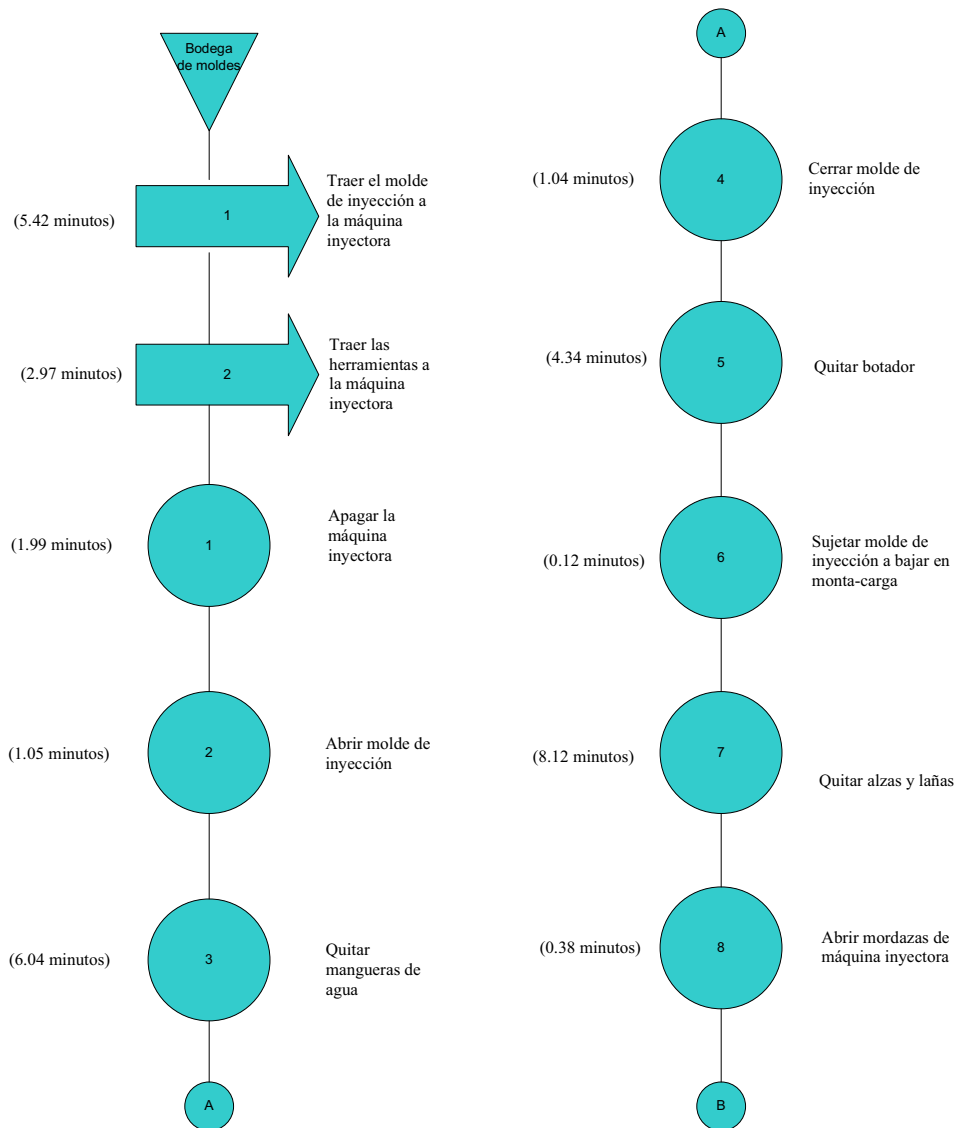 Bodega
de moldes
(5.42 minutos)
1
Traer el molde
de inyección a
la máquina
inyectora
(2.97 minutos)
2
Traer las
herramientas a
la máquina
inyectora
(1.99 minutos)
1
Apagar la
máquina
inyectora
(1.05 minutos)
2
Abrir molde de
inyección
(6.04 minutos)
3
Quitar
mangueras de
agua
A
A
(1.04 minutos)
4
Cerrar molde de
inyección
(4.34 minutos)
5
Quitar botador
(0.12 minutos)
6
Sujetar molde de
inyección a bajar en
monta-carga
(8.12 minutos)
7
Quitar alzas y lañas
(0.38 minutos)
8
Abrir mordazas de
máquina inyectora
B